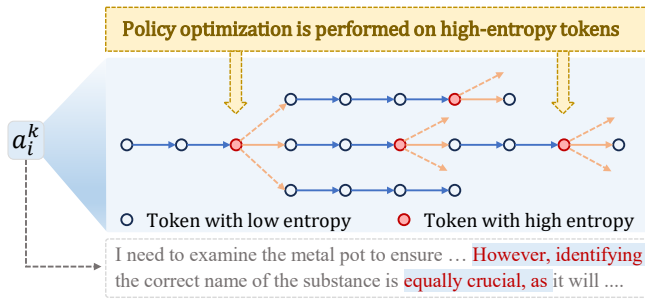 Policy optimization is performed on high-entropy tokens
a_i^k
Token with low entropy
Token with high entropy
I need to examine the metal pot to ensure … However, identifying
the correct name of the substance is equally crucial, as it will ....